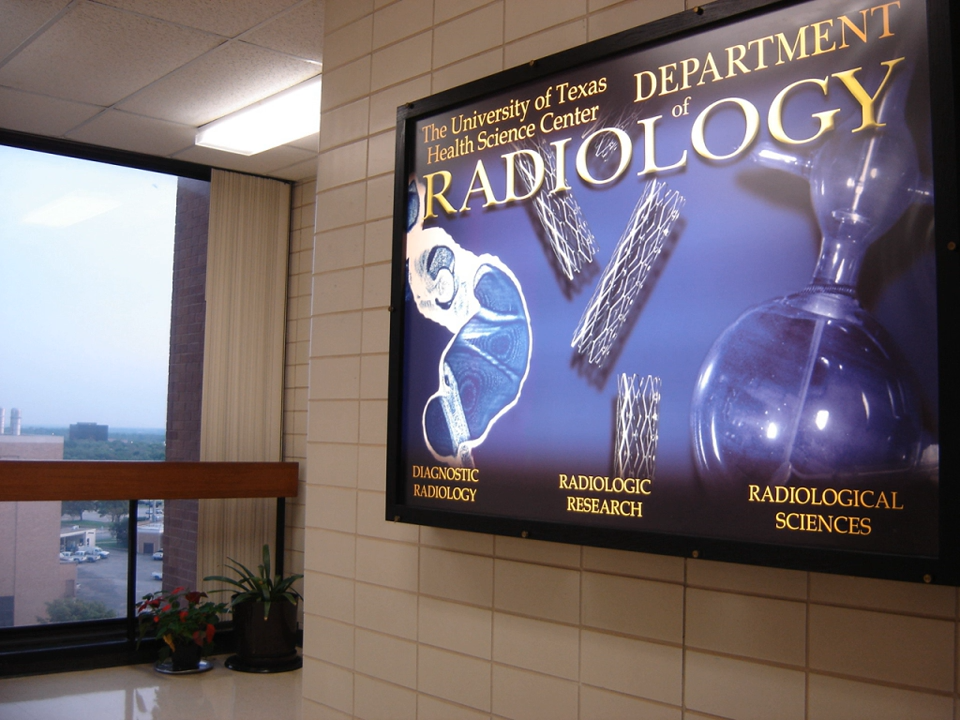 The University of Texas
Health Science Center
DEPARTMENT
of
RADIOLOGY
DIAGNOSTIC
RADIOLOGY
RADIOLOGIC
RESEARCH
RADIOLOGICAL
SCIENCES